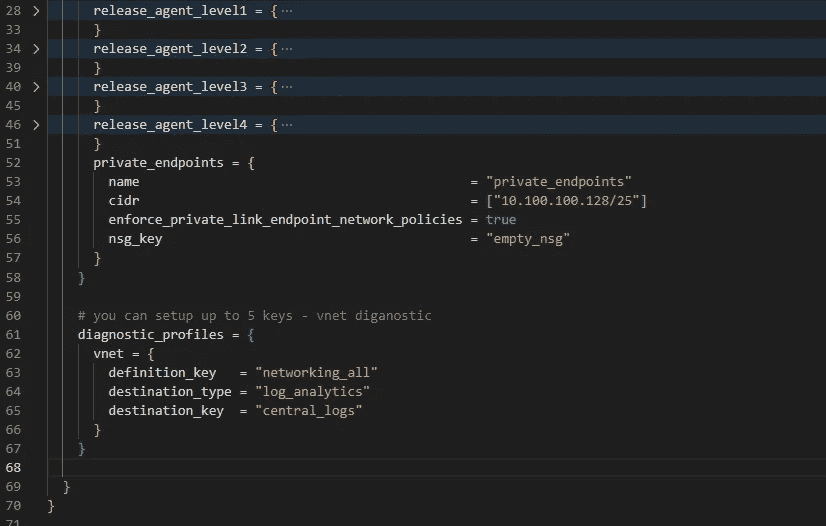 28 > release_agent_level1 = {···
33 }
34 > release_agent_level2 = {···
39 }
40 > release_agent_level3 = {···
45 }
46 > release_agent_level4 = {···
51 }
52 private_endpoints = {
53 name = "private_endpoints"
54 cidr = ["10.100.100.128/25"]
55 enforce_private_link_endpoint_network_policies = true
56 nsg_key = "empty_nsg"
57 }
58 }
59
60 # you can setup up to 5 keys - vnet diganostic
61 diagnostic_profiles = {
62 vnet = {
63 definition_key = "networking_all"
64 destination_type = "log_analytics"
65 destination_key = "central_logs"
66 }
67 }
68
69 }
70 }
71